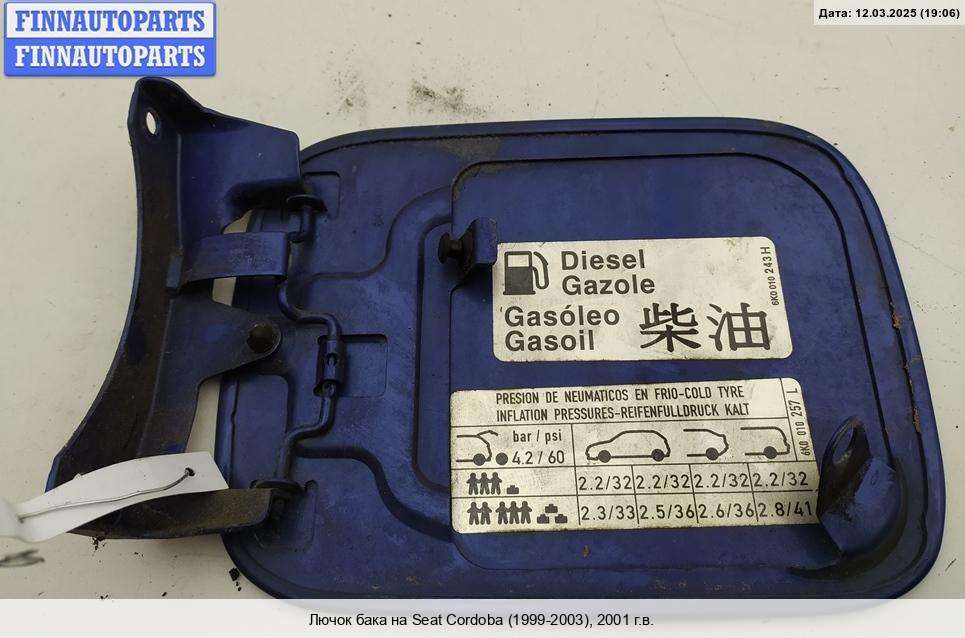 FINNAUTOPARTS
FINNAUTOPARTS
Дата: 12.03.2025 (19:06)
Diesel
Gazole
Gasóleo
Gasoil
柴油
6K0 010 243 H
PRESION DE NEUMATICOS EN FRIO-COLD TYRE
INFLATION PRESSURES-REIFENFULLDRUCK KALT
6K0 010 257 L
bar / psi
4.2 / 60
2.2/32 2.2/32 2.2/32 2.2/32
2.3/33 2.5/36 2.6/36 2.8/41
Лючок бака на Seat Cordoba (1999-2003), 2001 г.в.